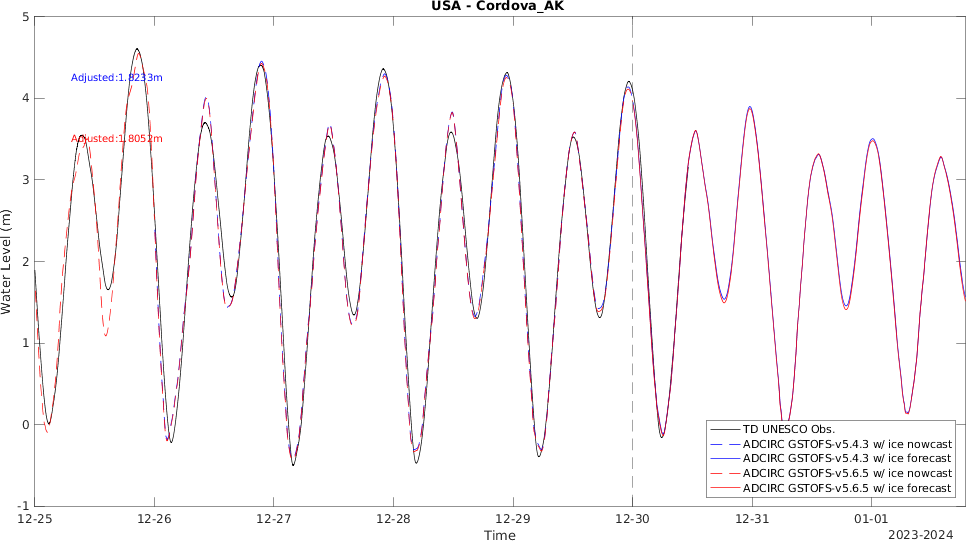 USA - Cordova_AK
5
4
3
2
1
0
-1
Water Level (m)
Adjusted:1.8233m
Adjusted:1.8052m
TD UNESCO Obs.
ADCIRC GSTOFS-v5.4.3 w/ ice nowcast
ADCIRC GSTOFS-v5.4.3 w/ ice forecast
ADCIRC GSTOFS-v5.6.5 w/ ice nowcast
ADCIRC GSTOFS-v5.6.5 w/ ice forecast
12-25 12-26 12-27 12-28 12-29 12-30 12-31 01-01
Time
2023-2024